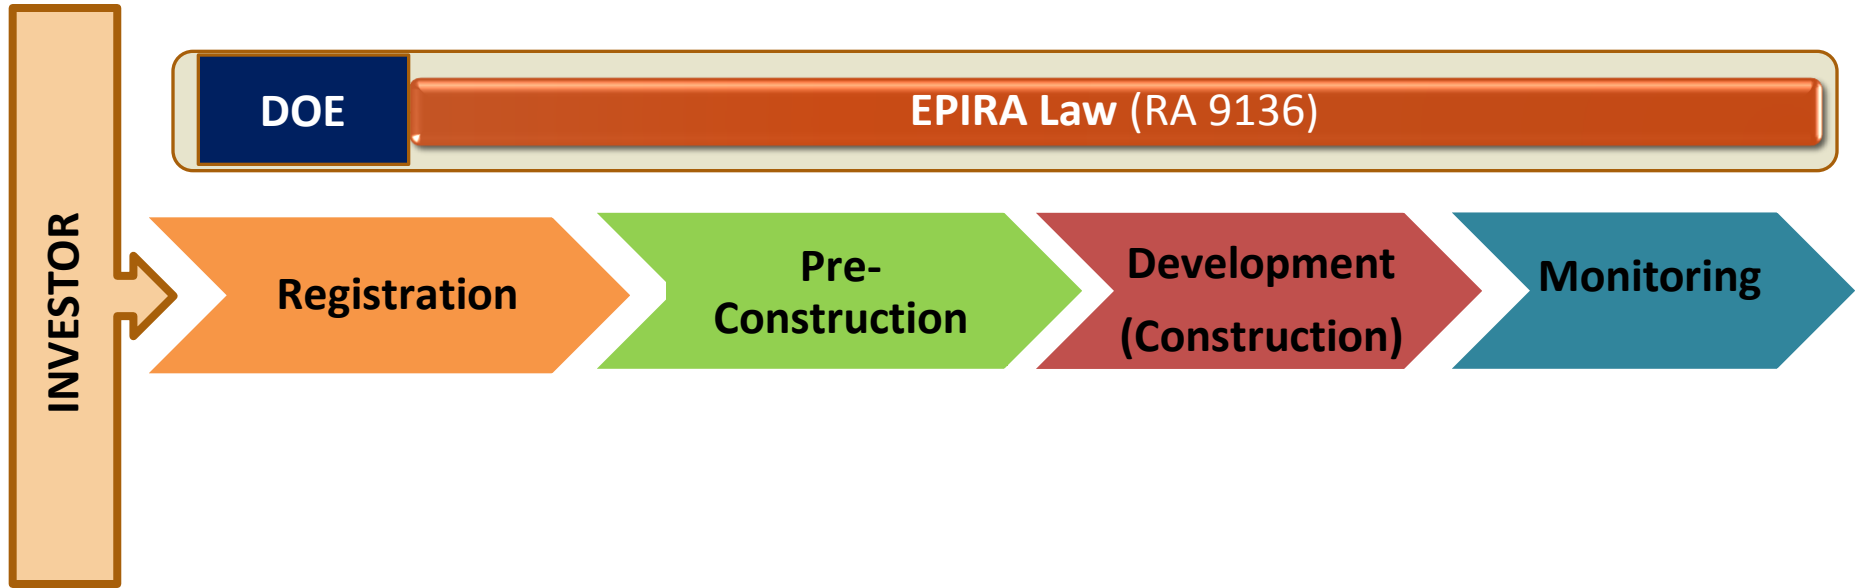 INVESTOR
DOE
EPIRA Law (RA 9136)
Registration
Pre-
Construction
Development
(Construction)
Monitoring